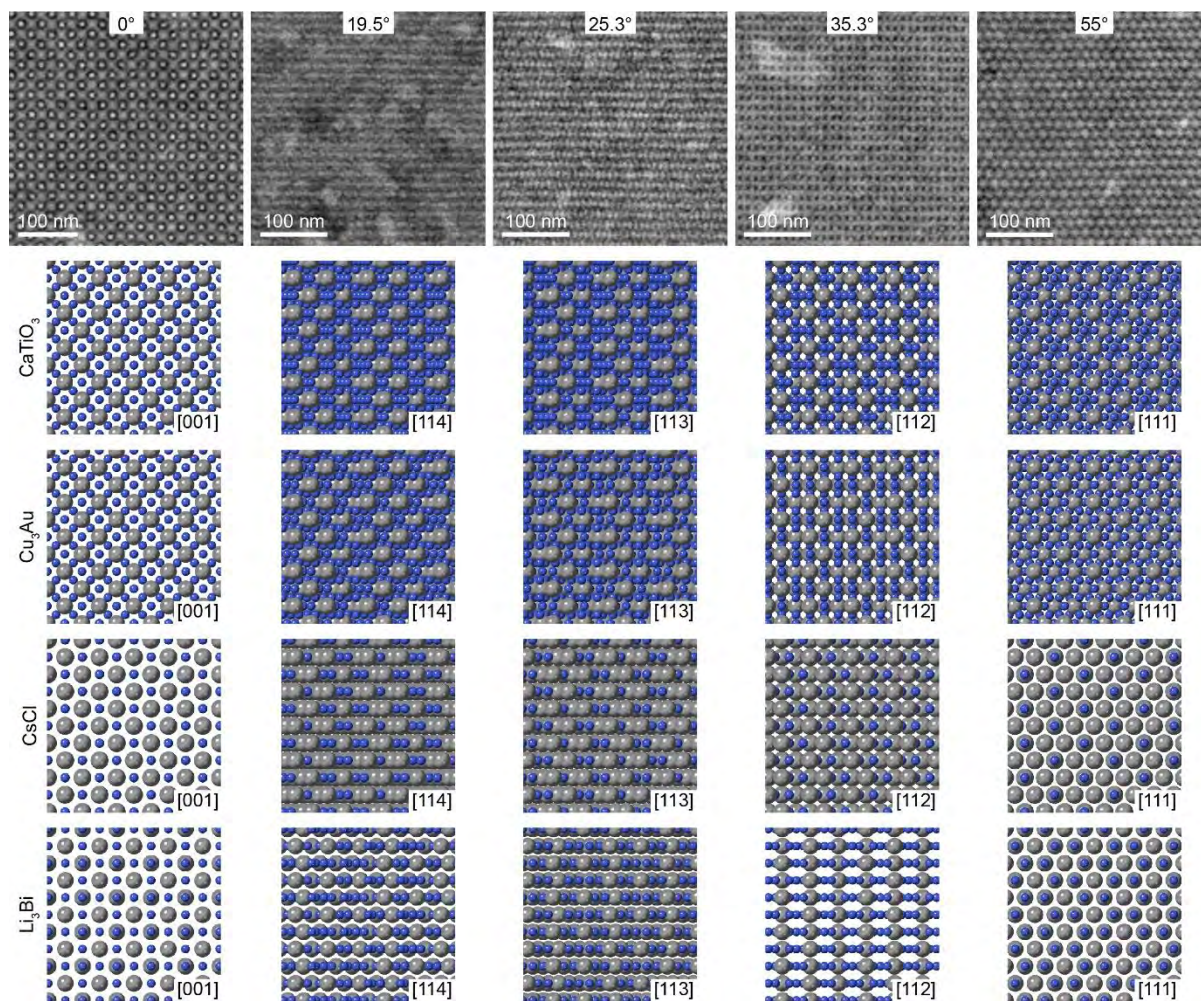 0° 19.5° 25.3° 35.3° 55°
100 nm 100 nm 100 nm 100 nm 100 nm
CaTiO₃
[001] [114] [113] [112] [111]
Cu₃Au
[001] [114] [113] [112] [111]
CsCl
[001] [114] [113] [112] [111]
Li₃Bi
[001] [114] [113] [112] [111]